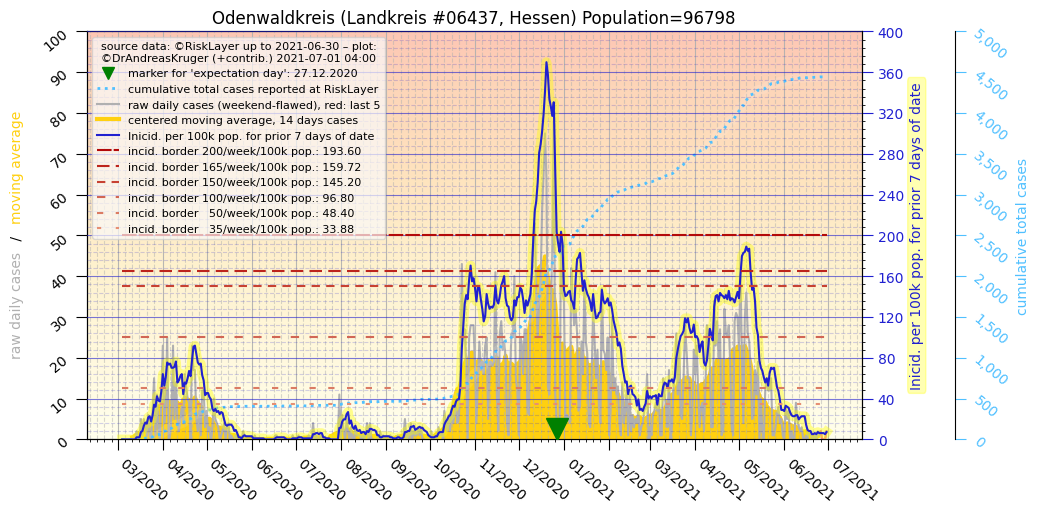 Odenwaldkreis (Landkreis #06437, Hessen) Population=96798
source data: ©RiskLayer up to 2021-06-30 – plot:
©DrAndreasKruger (+contrib.) 2021-07-01 04:00
marker for 'expectation day': 27.12.2020
cumulative total cases reported at RiskLayer
raw daily cases (weekend-flawed), red: last 5
centered moving average, 14 days cases
Inicid. per 100k pop. for prior 7 days of date
incid. border 200/week/100k pop.: 193.60
incid. border 165/week/100k pop.: 159.72
incid. border 150/week/100k pop.: 145.20
incid. border 100/week/100k pop.: 96.80
incid. border   50/week/100k pop.: 48.40
incid. border   35/week/100k pop.: 33.88
raw daily cases / moving average
100
90
80
70
60
50
40
30
20
10
0
03/2020
04/2020
05/2020
06/2020
07/2020
08/2020
09/2020
10/2020
11/2020
12/2020
01/2021
02/2021
03/2021
04/2021
05/2021
06/2021
07/2021
400
360
320
280
240
200
160
120
80
40
0
Inicid. per 100k pop. for prior 7 days of date
5,000
4,500
4,000
3,500
3,000
2,500
2,000
1,500
1,000
500
0
cumulative total cases